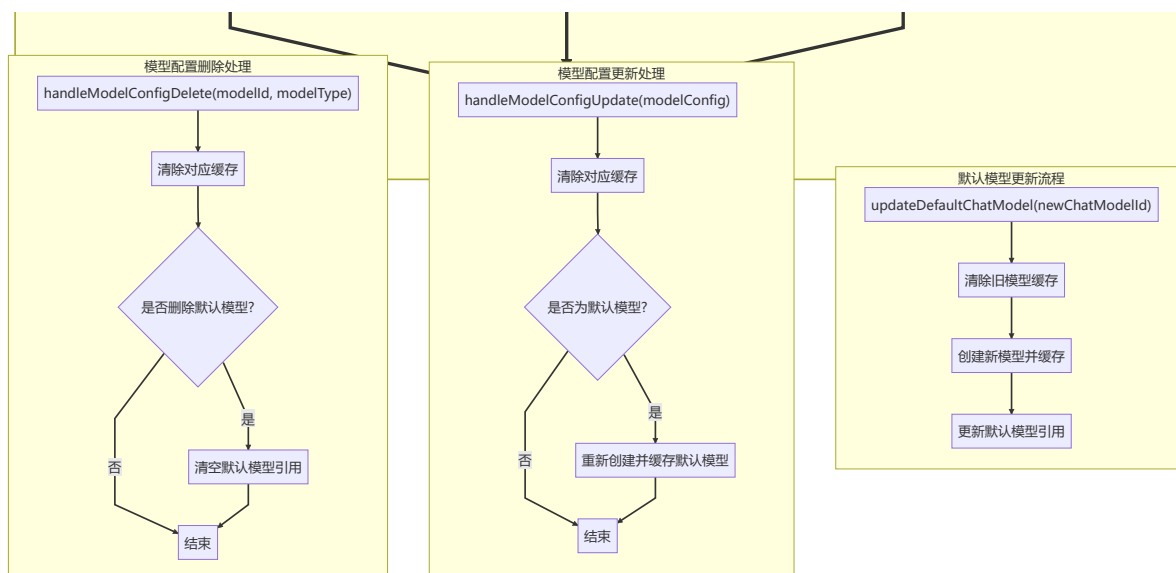 模型配置删除处理
handleModelConfigDelete(modelId, modelType)
清除对应缓存
是否删除默认模型?
是
否
清空默认模型引用
结束
模型配置更新处理
handleModelConfigUpdate(modelConfig)
清除对应缓存
是否为默认模型?
是
否
重新创建并缓存默认模型
结束
默认模型更新流程
updateDefaultChatModel(newChatModelId)
清除旧模型缓存
创建新模型并缓存
更新默认模型引用